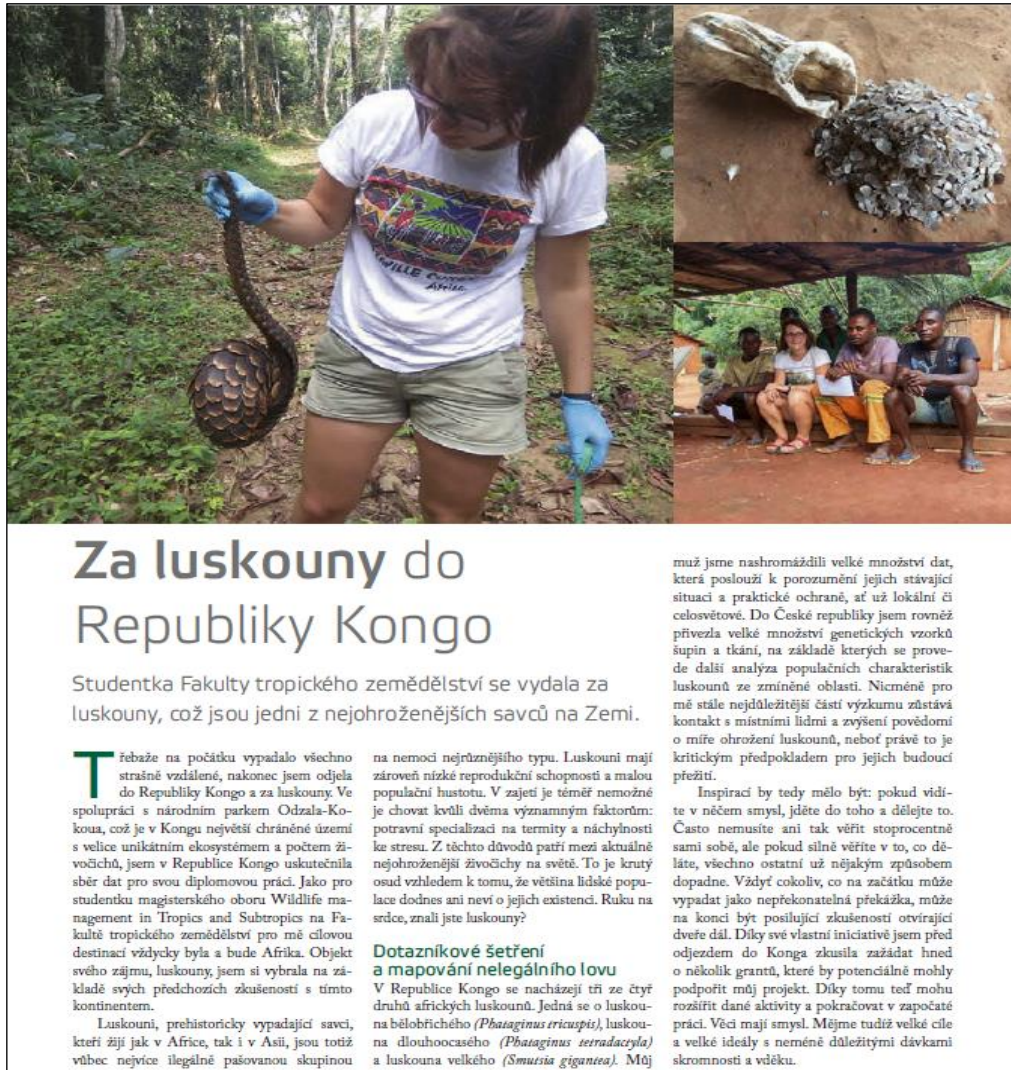 VILLE
Africa
Za luskouny do
Republiky Kongo
Studentka Fakulty tropického zemědělství se vydala za
luskouny, což jsou jedni z nejohroženějších savců na Zemi.
Třebaže na počátku vypadalo všechno
strašně vzdálené, nakonec jsem odjela
do Republiky Kongo a za luskouny. Ve
spolupráci s národním parkem Odzala-Ko-
koua, což je v Kongu největší chráněné území
s velice unikátním ekosystémem a počtem ži-
vočichů, jsem v Republice Kongo uskutečnila
sběr dat pro svou diplomovou práci. Jako pro
studentku magisterského oboru Wildlife ma-
nagement in Tropics and Subtropics na Fa-
kultě tropického zemědělství pro mě cílovou
destinací vždycky byla a bude Afrika. Objekt
svého zájmu, luskouny, jsem si vybrala na zá-
kladě svých předchozích zkušeností s tímto
kontinentem.
Luskouni, prehistoricky vypadající savci,
kteří žijí jak v Africe, tak i v Asii, jsou totiž
vůbec nejvíce ilegálně pašovanou skupinou
na nemoci nejrůznějšího typu. Luskouni mají
zároveň nízké reprodukční schopnosti a malou
populační hustotu. V zajetí je téměř nemožné
je chovat kvůli dvěma významným faktorům:
potravní specializaci na termity a náchylnosti
ke stresu. Z těchto důvodů patří mezi aktuálně
nejohroženější živočichy na světě. To je krutý
osud vzhledem k tomu, že většina lidské popu-
lace dodnes ani neví o jejich existenci. Ruku na
srdce, znali jste luskouny?
Dotazníkové šetření
a mapování nelegálního lovu
V Republice Kongo se nacházejí tři ze čtyř
druhů afrických luskounů. Jedná se o luskou-
na bělobřichého (Phataginus tricuspis), luskou-
na dlouhoocasého (Phataginus tetradactyla)
a luskouna velkého (Smutsia gigantea). Můj
muž jsme nashromáždili velké množství dat,
která poslouží k porozumění jejich stávající
situaci a praktické ochraně, ať už lokální či
celosvětové. Do České republiky jsem rovněž
přivezla velké množství genetických vzorků
šupin a tkání, na základě kterých se prove-
de další analýza populačních charakteristik
luskounů ze zmíněné oblasti. Nicméně pro
mě stále nejdůležitější částí výzkumu zůstává
kontakt s místními lidmi a zvýšení povědomí
o míře ohrožení luskounů, neboť právě to je
kritickým předpokladem pro jejich budoucí
přežití.
Inspirací by tedy mělo být: pokud vidí-
te v něčem smysl, jděte do toho a dělejte to.
Často nemusíte ani tak věřit stoprocentně
sami sobě, ale pokud silně věříte v to, co dě-
láte, všechno ostatní už nějakým způsobem
dopadne. Vždyť cokoliv, co na začátku může
vypadat jako nepřekonatelná překážka, může
na konci být posilující zkušeností otvírající
dveře dál. Díky své vlastní iniciativě jsem před
odjezdem do Konga zkusila zažádat hned
o několik grantů, které by potenciálně mohly
podpořit můj projekt. Díky tomu teď mohu
rozšířit dané aktivity a pokračovat v započaté
práci. Věci mají smysl. Mějme tudíž velké cíle
a velké ideály s neméně důležitými dávkami
skromnosti a vděku.